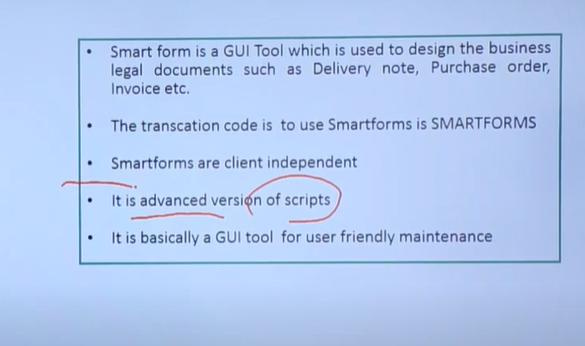 • Smart form is a GUI Tool which is used to design the business
legal documents such as Delivery note, Purchase order,
Invoice etc.
• The transcation code is to use Smartforms is SMARTFORMS
• Smartforms are client independent
• It is advanced version of scripts
• It is basically a GUI tool for user friendly maintenance